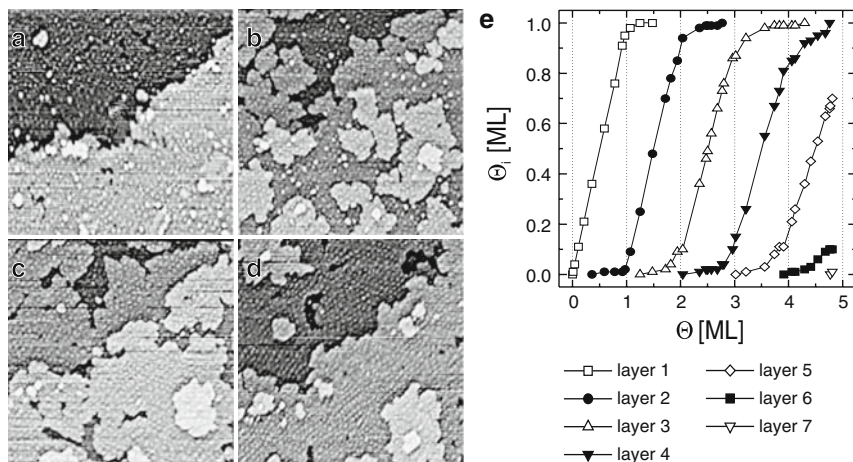 a
b
c
d
e
Θi [ML]
1.0
0.8
0.6
0.4
0.2
0.0
0 1 2 3 4 5
Θ [ML]
layer 1
layer 2
layer 3
layer 4
layer 5
layer 6
layer 7